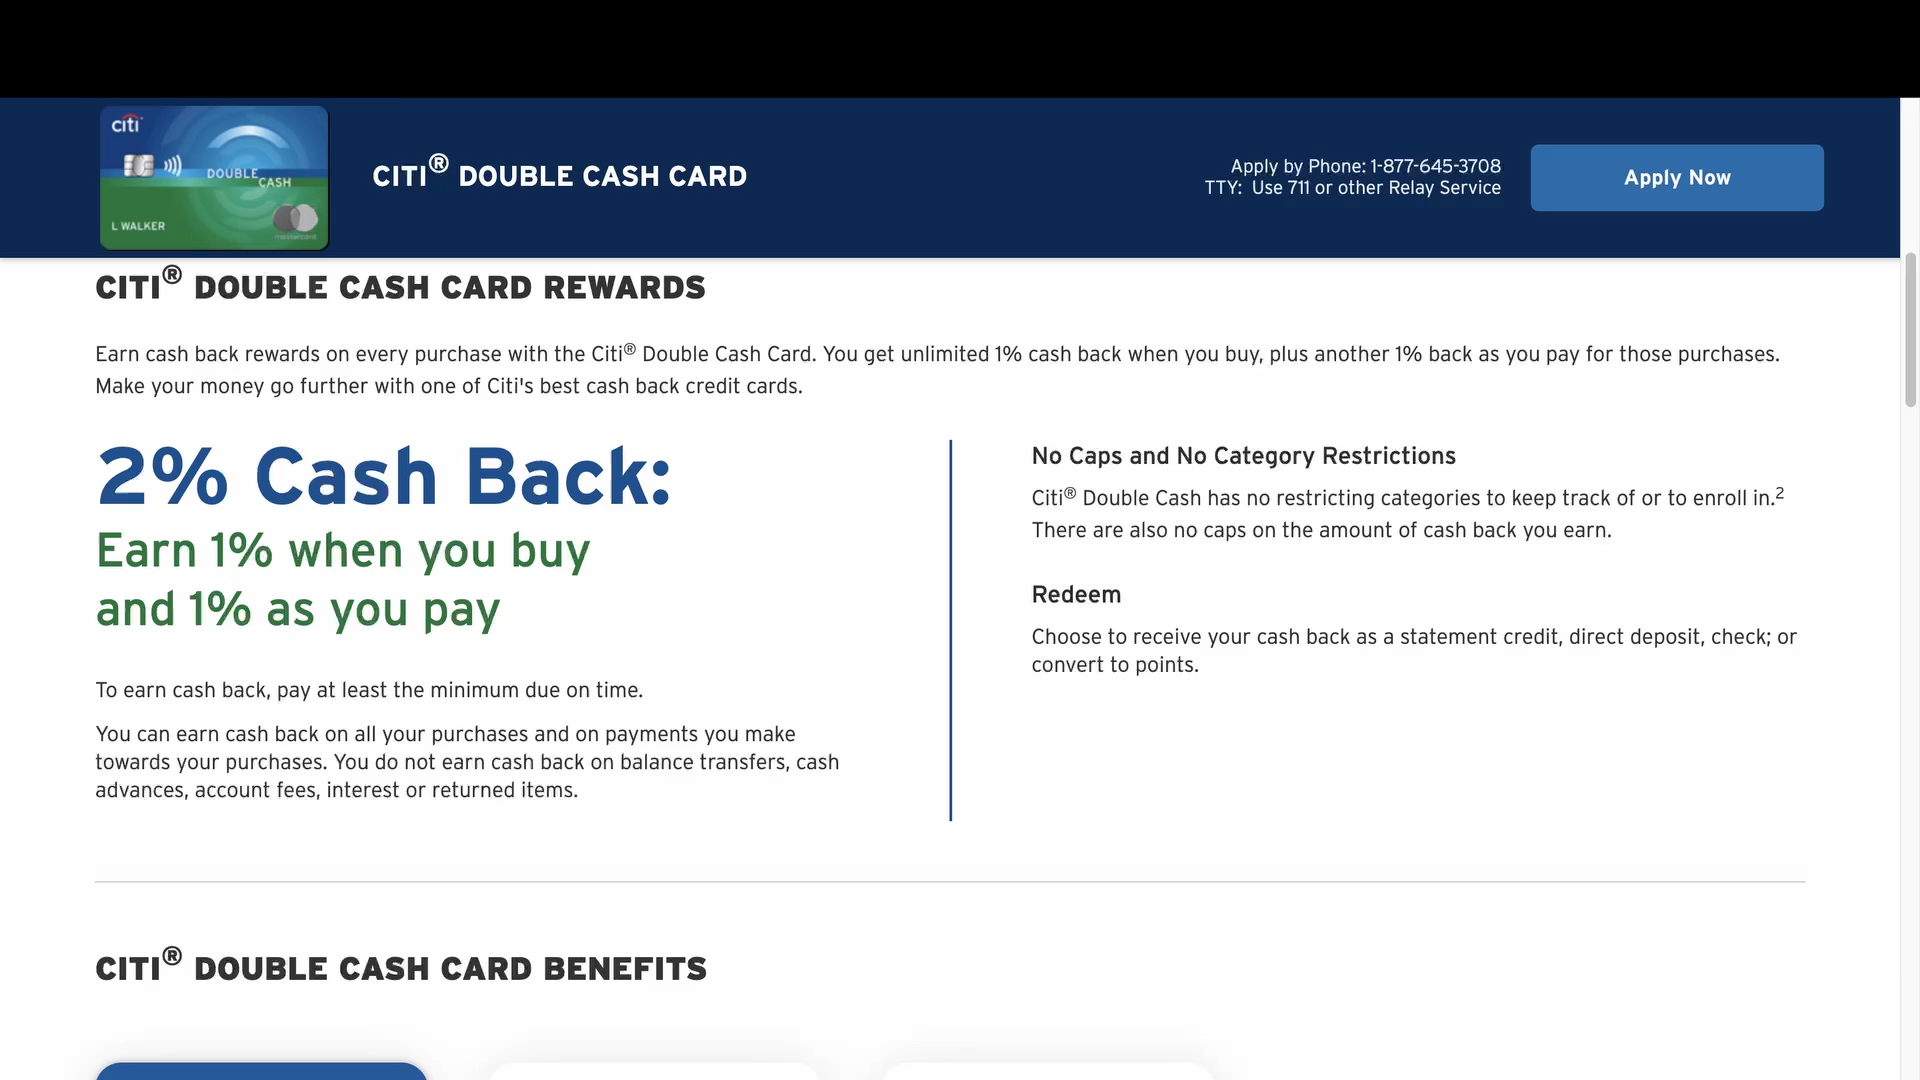 citi
DOUBLE
CASH
L WALKER
mastercard
CITI® DOUBLE CASH CARD
Apply by Phone: 1-877-645-3708
TTY: Use 711 or other Relay Service
Apply Now
CITI® DOUBLE CASH CARD REWARDS
Earn cash back rewards on every purchase with the Citi® Double Cash Card. You get unlimited 1% cash back when you buy, plus another 1% back as you pay for those purchases.
Make your money go further with one of Citi's best cash back credit cards.
2% Cash Back:
Earn 1% when you buy
and 1% as you pay
To earn cash back, pay at least the minimum due on time.
You can earn cash back on all your purchases and on payments you make
towards your purchases. You do not earn cash back on balance transfers, cash
advances, account fees, interest or returned items.
No Caps and No Category Restrictions
Citi® Double Cash has no restricting categories to keep track of or to enroll in.2
There are also no caps on the amount of cash back you earn.
Redeem
Choose to receive your cash back as a statement credit, direct deposit, check; or
convert to points.
CITI® DOUBLE CASH CARD BENEFITS